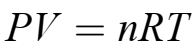 PV = nRT